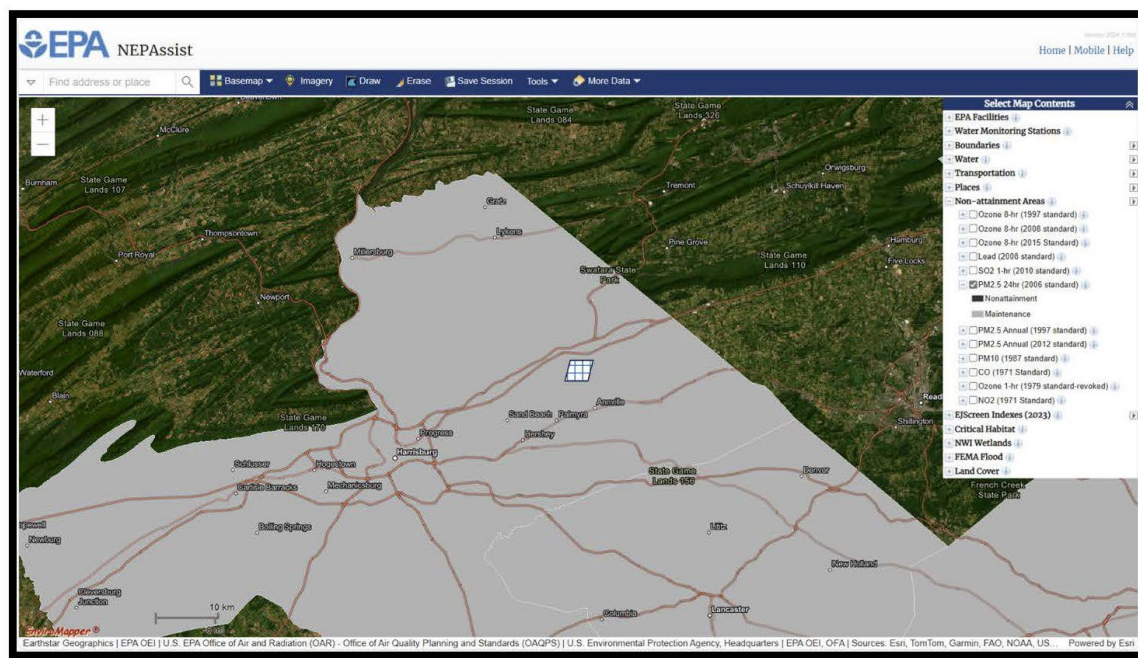 EPA NEPAssist
Home | Mobile | Help
Find address or place
Basemap Imagery Draw Erase Save Session Tools More Data
Select Map Contents
EPA Facilities
Water Monitoring Stations
Boundaries
Water
Transportation
Places
Non-attainment Areas
Ozone 8-hr (1997 standard)
Ozone 8-hr (2008 standard)
Ozone 8-hr (2015 Standard)
Lead (2008 standard)
SO2 1-hr (2010 standard)
PM2.5 24hr (2006 standard)
Nonattainment
Maintenance
PM2.5 Annual (1997 standard)
PM2.5 Annual (2012 standard)
PM10 (1987 standard)
CO (1971 Standard)
Ozone 1-hr (1979 standard-revoked)
NO2 (1971 Standard)
EJScreen Indexes (2023)
Critical Habitat
NWI Wetlands
FEMA Flood
Land Cover
State Game
Lands 084
State Game
Lands 326
McClure
Burnham
State Game
Lands 107
Orwigsburg
Tremont
Schuylkill Haven
Gratz
Lykens
Thompsontown
Port Royal
Millersburg
Pine Grove
Hamburg
State Game
Lands 110
Five Locks
Swatara State
Park
Newport
State Game
Lands 088
Waterford
Blain
Annville
Sand Beach
Palmyra
Read
Shillington
State Game
Lands 170
Progress
Hershey
Harrisburg
Schlusser
Hogestown
State Game
Lands 156
Denver
Carlisle Barracks
Mechanicsburg
French Creek
State Park
Newburg
Boiling Springs
Lititz
New Holland
Cleversburg
Junction
10 km
Columbia
Lancaster
EnviroMapper ®
Earthstar Geographics | EPA OEI | U.S. EPA Office of Air and Radiation (OAR) - Office of Air Quality Planning and Standards (OAQPS) | U.S. Environmental Protection Agency, Headquarters | EPA OEI, OFA | Sources: Esri, TomTom, Garmin, FAO, NOAA, US... Powered by Esri